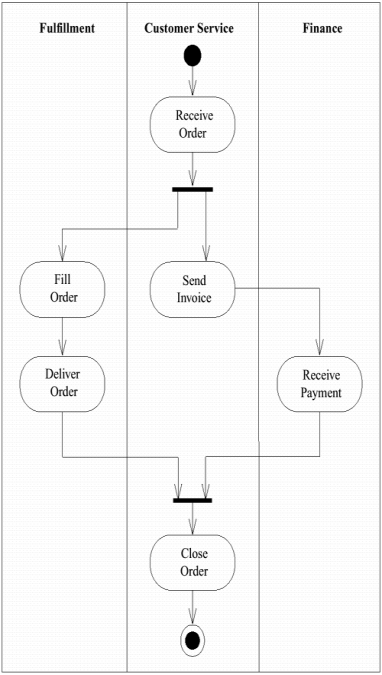 Fulfillment
Customer Service
Finance
Receive
Order
Fill
Order
Send
Invoice
Deliver
Order
Receive
Payment
Close
Order